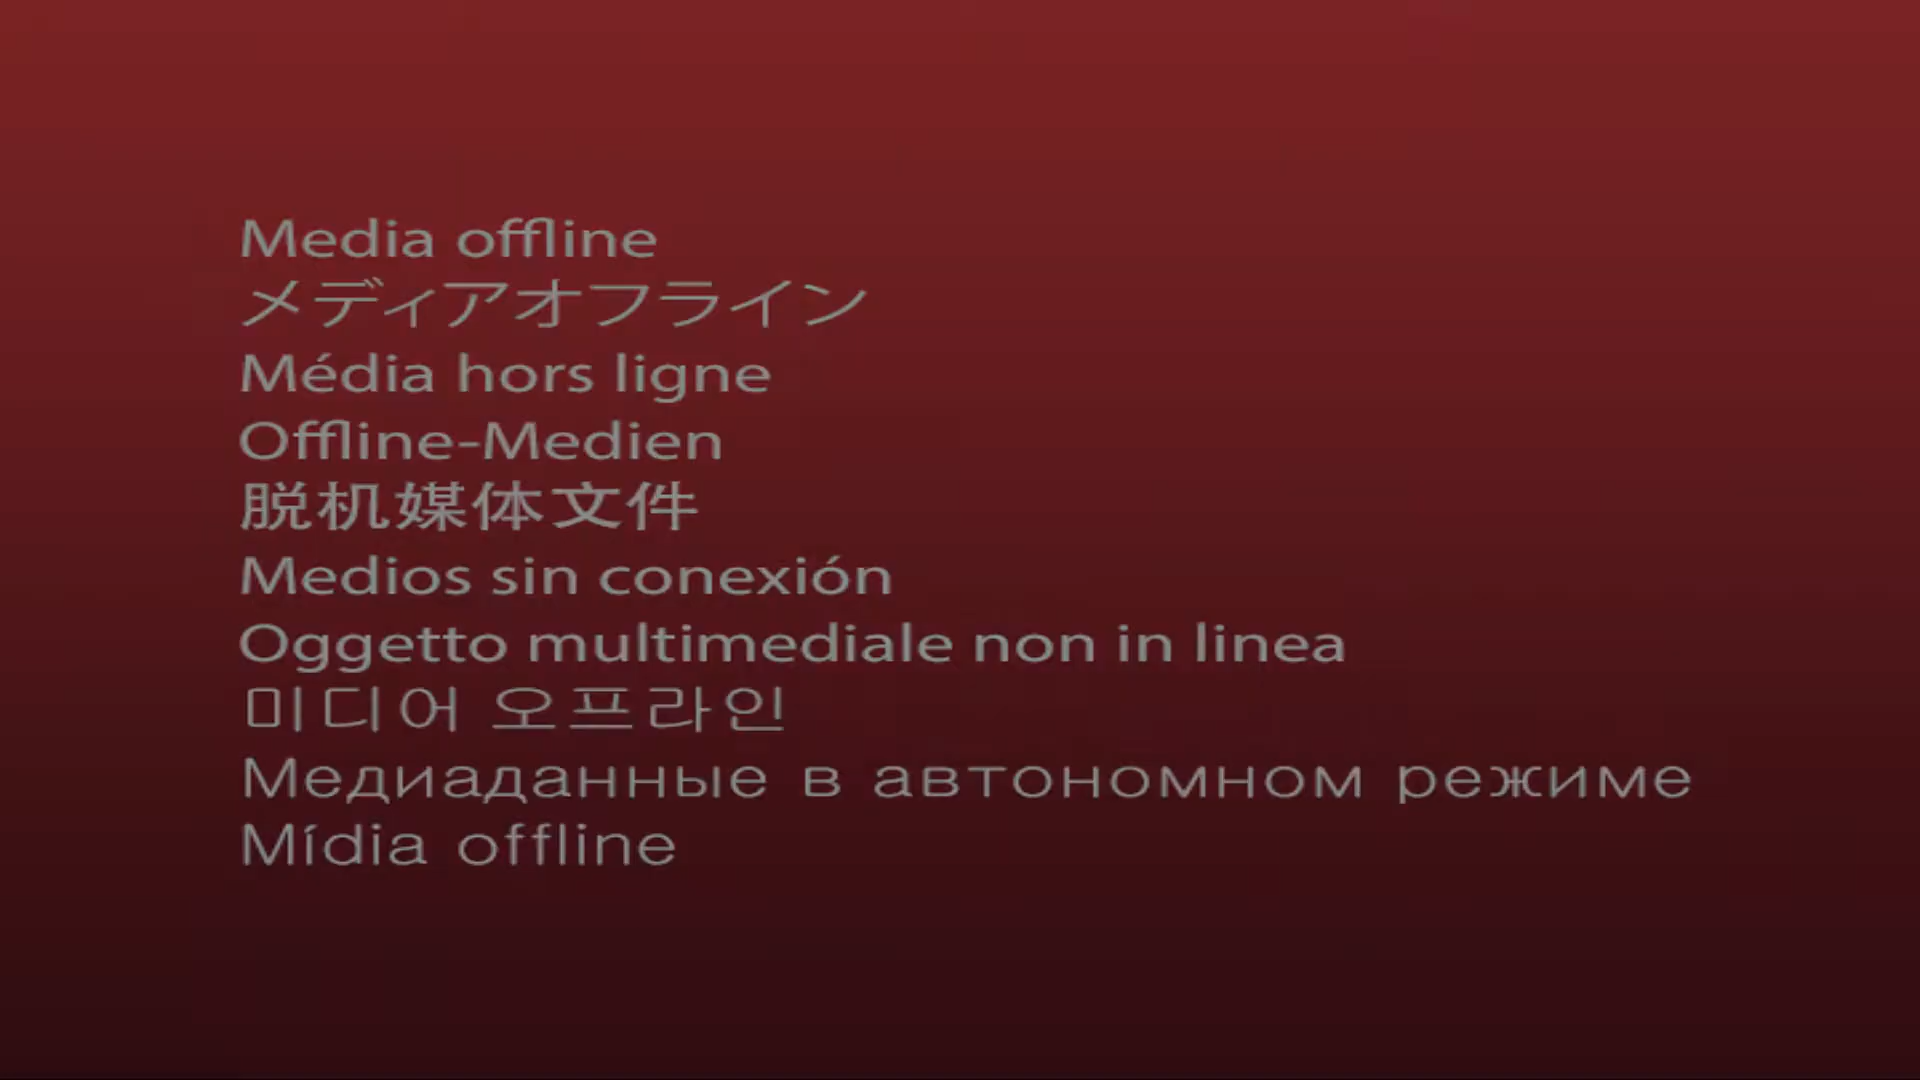 Media offline
メディアオフライン
Média hors ligne
Offline-Medien
脱机媒体文件
Medios sin conexión
Oggetto multimediale non in linea
미디어 오프라인
Медиаданные в автономном режиме
Mídia offline